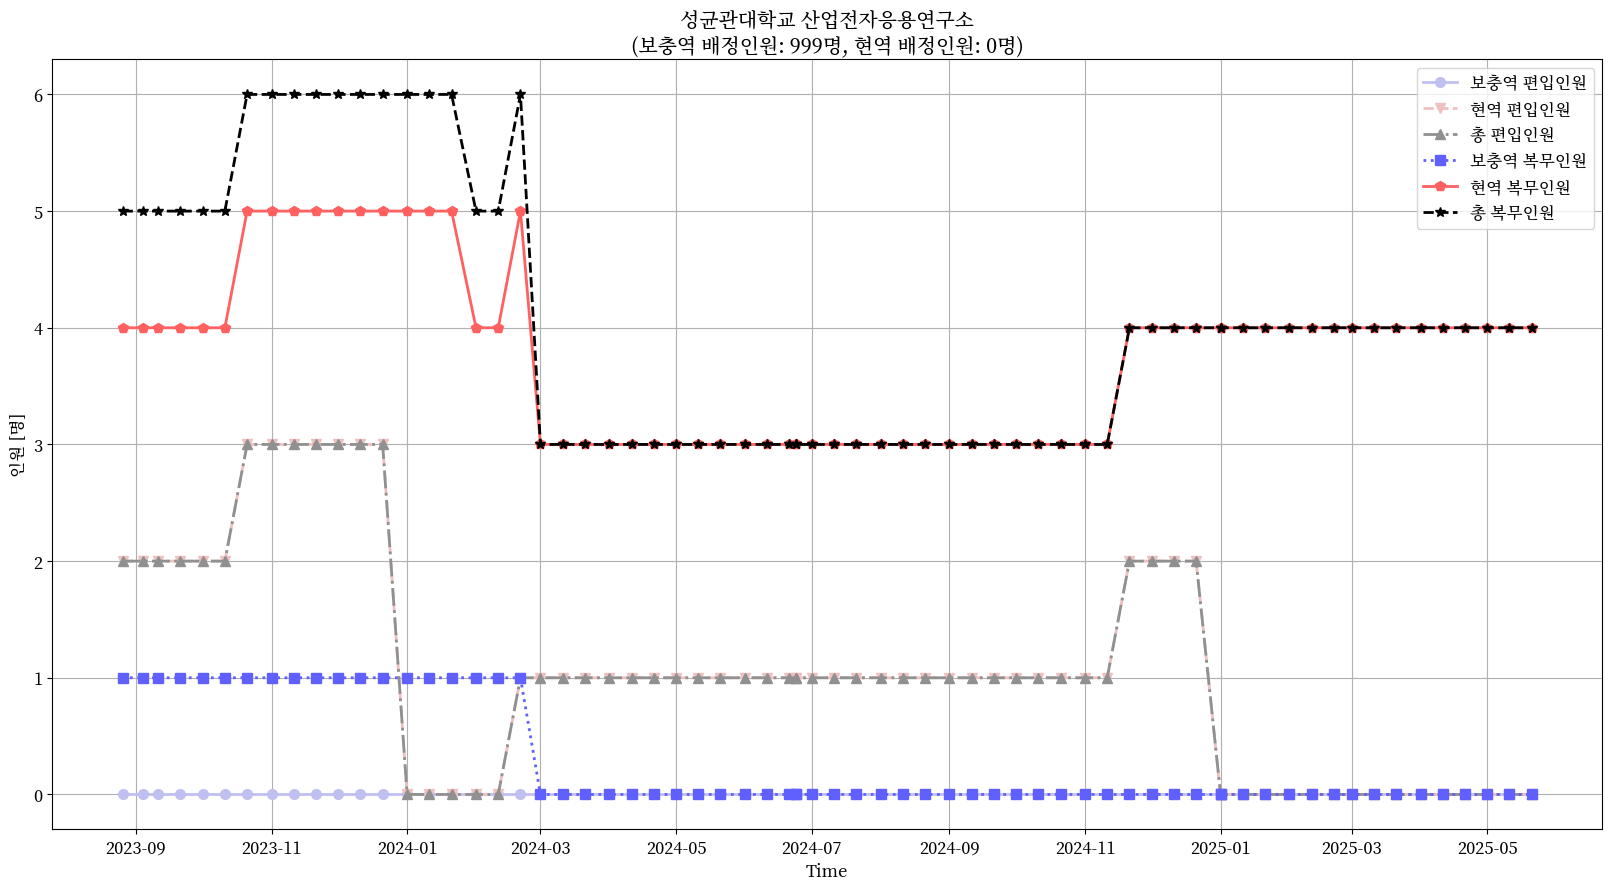 성균관대학교 산업전자응용연구소
(보충역 배정인원: 999명, 현역 배정인원: 0명)
보충역 편입인원
현역 편입인원
총 편입인원
보충역 복무인원
현역 복무인원
총 복무인원
인원 [명]
6
5
4
3
2
1
0
2023-09 2023-11 2024-01 2024-03 2024-05 2024-07 2024-09 2024-11 2025-01 2025-03 2025-05
Time